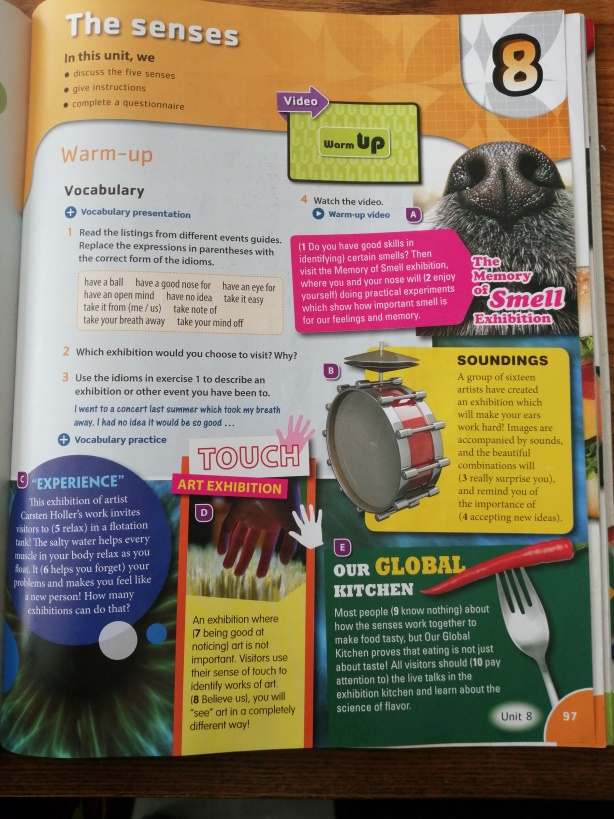 The senses
In this unit, we
• discuss the five senses
• give instructions
• complete a questionnaire
8
Video
Warm up
Warm-up
Vocabulary
+ Vocabulary presentation
1 Read the listings from different events guides.
Replace the expressions in parentheses with
the correct form of the idioms.
have a ball have a good nose for have an eye for
have an open mind have no idea take it easy
take it from (me / us) take note of
take your breath away take your mind off
2 Which exhibition would you choose to visit? Why?
3 Use the idioms in exercise 1 to describe an
exhibition or other event you have been to.
I went to a concert last summer which took my breath
away. I had no idea it would be so good ...
+ Vocabulary practice
4 Watch the video.
Warm-up video
A
(1 Do you have good skills in
identifying) certain smells? Then
visit the Memory of Smell exhibition,
where you and your nose will (2 enjoy
yourself) doing practical experiments
which show how important smell is
for our feelings and memory.
The
Memory
of Smell
Exhibition
B
SOUNDINGS
A group of sixteen
artists have created
an exhibition which
will make your ears
work hard! Images are
accompanied by sounds,
and the beautiful
combinations will
(3 really surprise you),
and remind you of
the importance of
(4 accepting new ideas).
C
"EXPERIENCE"
This exhibition of artist
Carsten Holler's work invites
visitors to (5 relax) in a flotation
tank! The salty water helps every
muscle in your body relax as you
float. It (6 helps you forget) your
problems and makes you feel like
a new person! How many
exhibitions can do that?
TOUCH
ART EXHIBITION
D
An exhibition where
(7 being good at
noticing) art is not
important. Visitors use
their sense of touch to
identify works of art.
(8 Believe us), you will
"see" art in a completely
different way!
E
OUR GLOBAL
KITCHEN
Most people (9 know nothing) about
how the senses work together to
make food tasty, but Our Global
Kitchen proves that eating is not just
about taste! All visitors should (10 pay
attention to) the live talks in the
exhibition kitchen and learn about the
science of flavor.
Unit 8 97